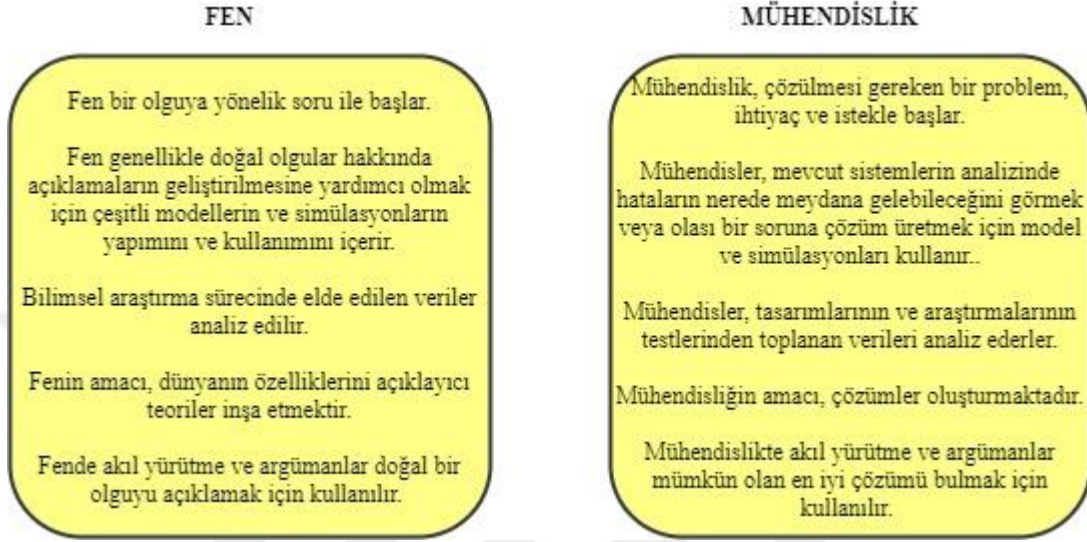 FEN
Fen bir olguya yönelik soru ile başlar.
Fen genellikle doğal olgular hakkında
açıklamaların geliştirilmesine yardımcı olmak
için çeşitli modellerin ve simülasyonların
yapımını ve kullanımını içerir.
Bilimsel araştırma sürecinde elde edilen veriler
analiz edilir.
Fenin amacı, dünyanın özelliklerini açıklayıcı
teoriler inşa etmektir.
Fende akıl yürütme ve argümanlar doğal bir
olguyu açıklamak için kullanılır.
MÜHENDİSLİK
Mühendislik, çözülmesi gereken bir problem,
ihtiyaç ve istekle başlar.
Mühendisler, mevcut sistemlerin analizinde
hataların nerede meydana gelebileceğini görmek
veya olası bir soruna çözüm üretmek için model
ve simülasyonları kullanır..
Mühendisler, tasarımlarının ve araştırmalarının
testlerinden toplanan verileri analiz ederler.
Mühendisliğin amacı, çözümler oluşturmaktadır.
Mühendislikte akıl yürütme ve argümanlar
mümkün olan en iyi çözümü bulmak için
kullanılır.